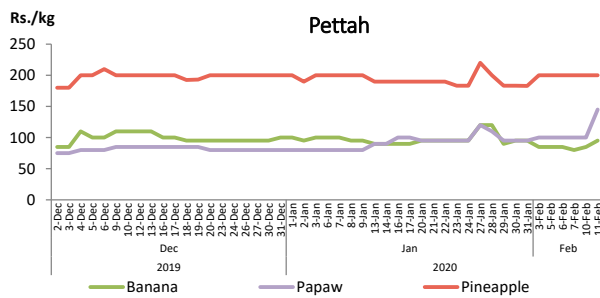 Rs./kg
Pettah
250
200
150
100
50
0
2-Dec 3-Dec 4-Dec 5-Dec 6-Dec 9-Dec 10-Dec 11-Dec 12-Dec 13-Dec 16-Dec 17-Dec 18-Dec 19-Dec 20-Dec 23-Dec 24-Dec 26-Dec 27-Dec 30-Dec 31-Dec 1-Jan 2-Jan 3-Jan 6-Jan 7-Jan 8-Jan 9-Jan 13-Jan 14-Jan 16-Jan 17-Jan 20-Jan 21-Jan 22-Jan 23-Jan 24-Jan 27-Jan 28-Jan 29-Jan 30-Jan 31-Jan 3-Feb 5-Feb 6-Feb 7-Feb 10-Feb 11-Feb
Dec Jan Feb
2019 2020
Banana Papaw Pineapple